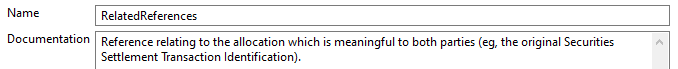 Name RelatedReferences
Documentation Reference relating to the allocation which is meaningful to both parties (eg, the original Securities
Settlement Transaction Identification).